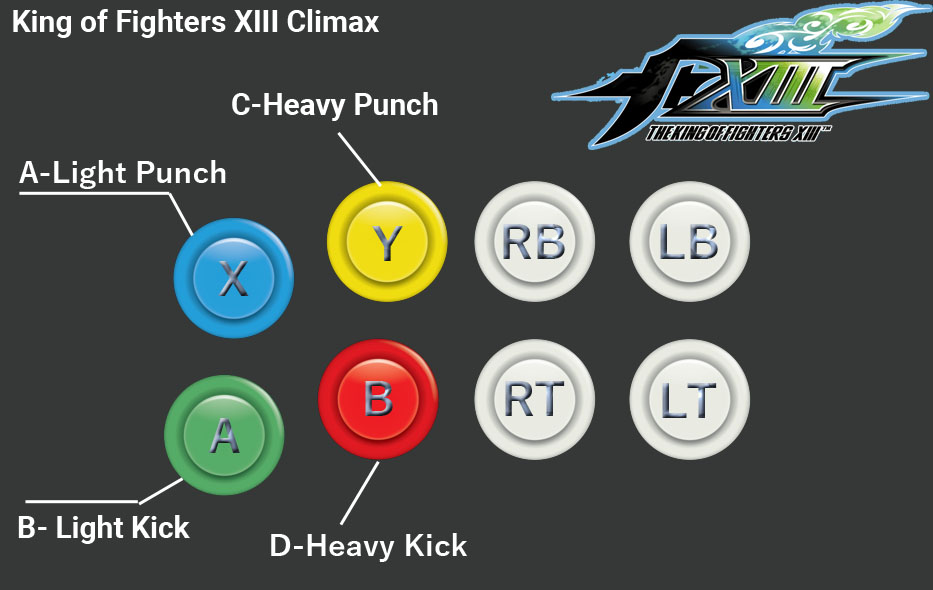 King of Fighters XIII Climax
XIII
THE KING OF FIGHTERS XIII™
C-Heavy Punch
A-Light Punch
X
Y
RB
LB
A
B
RT
LT
B- Light Kick
D-Heavy Kick